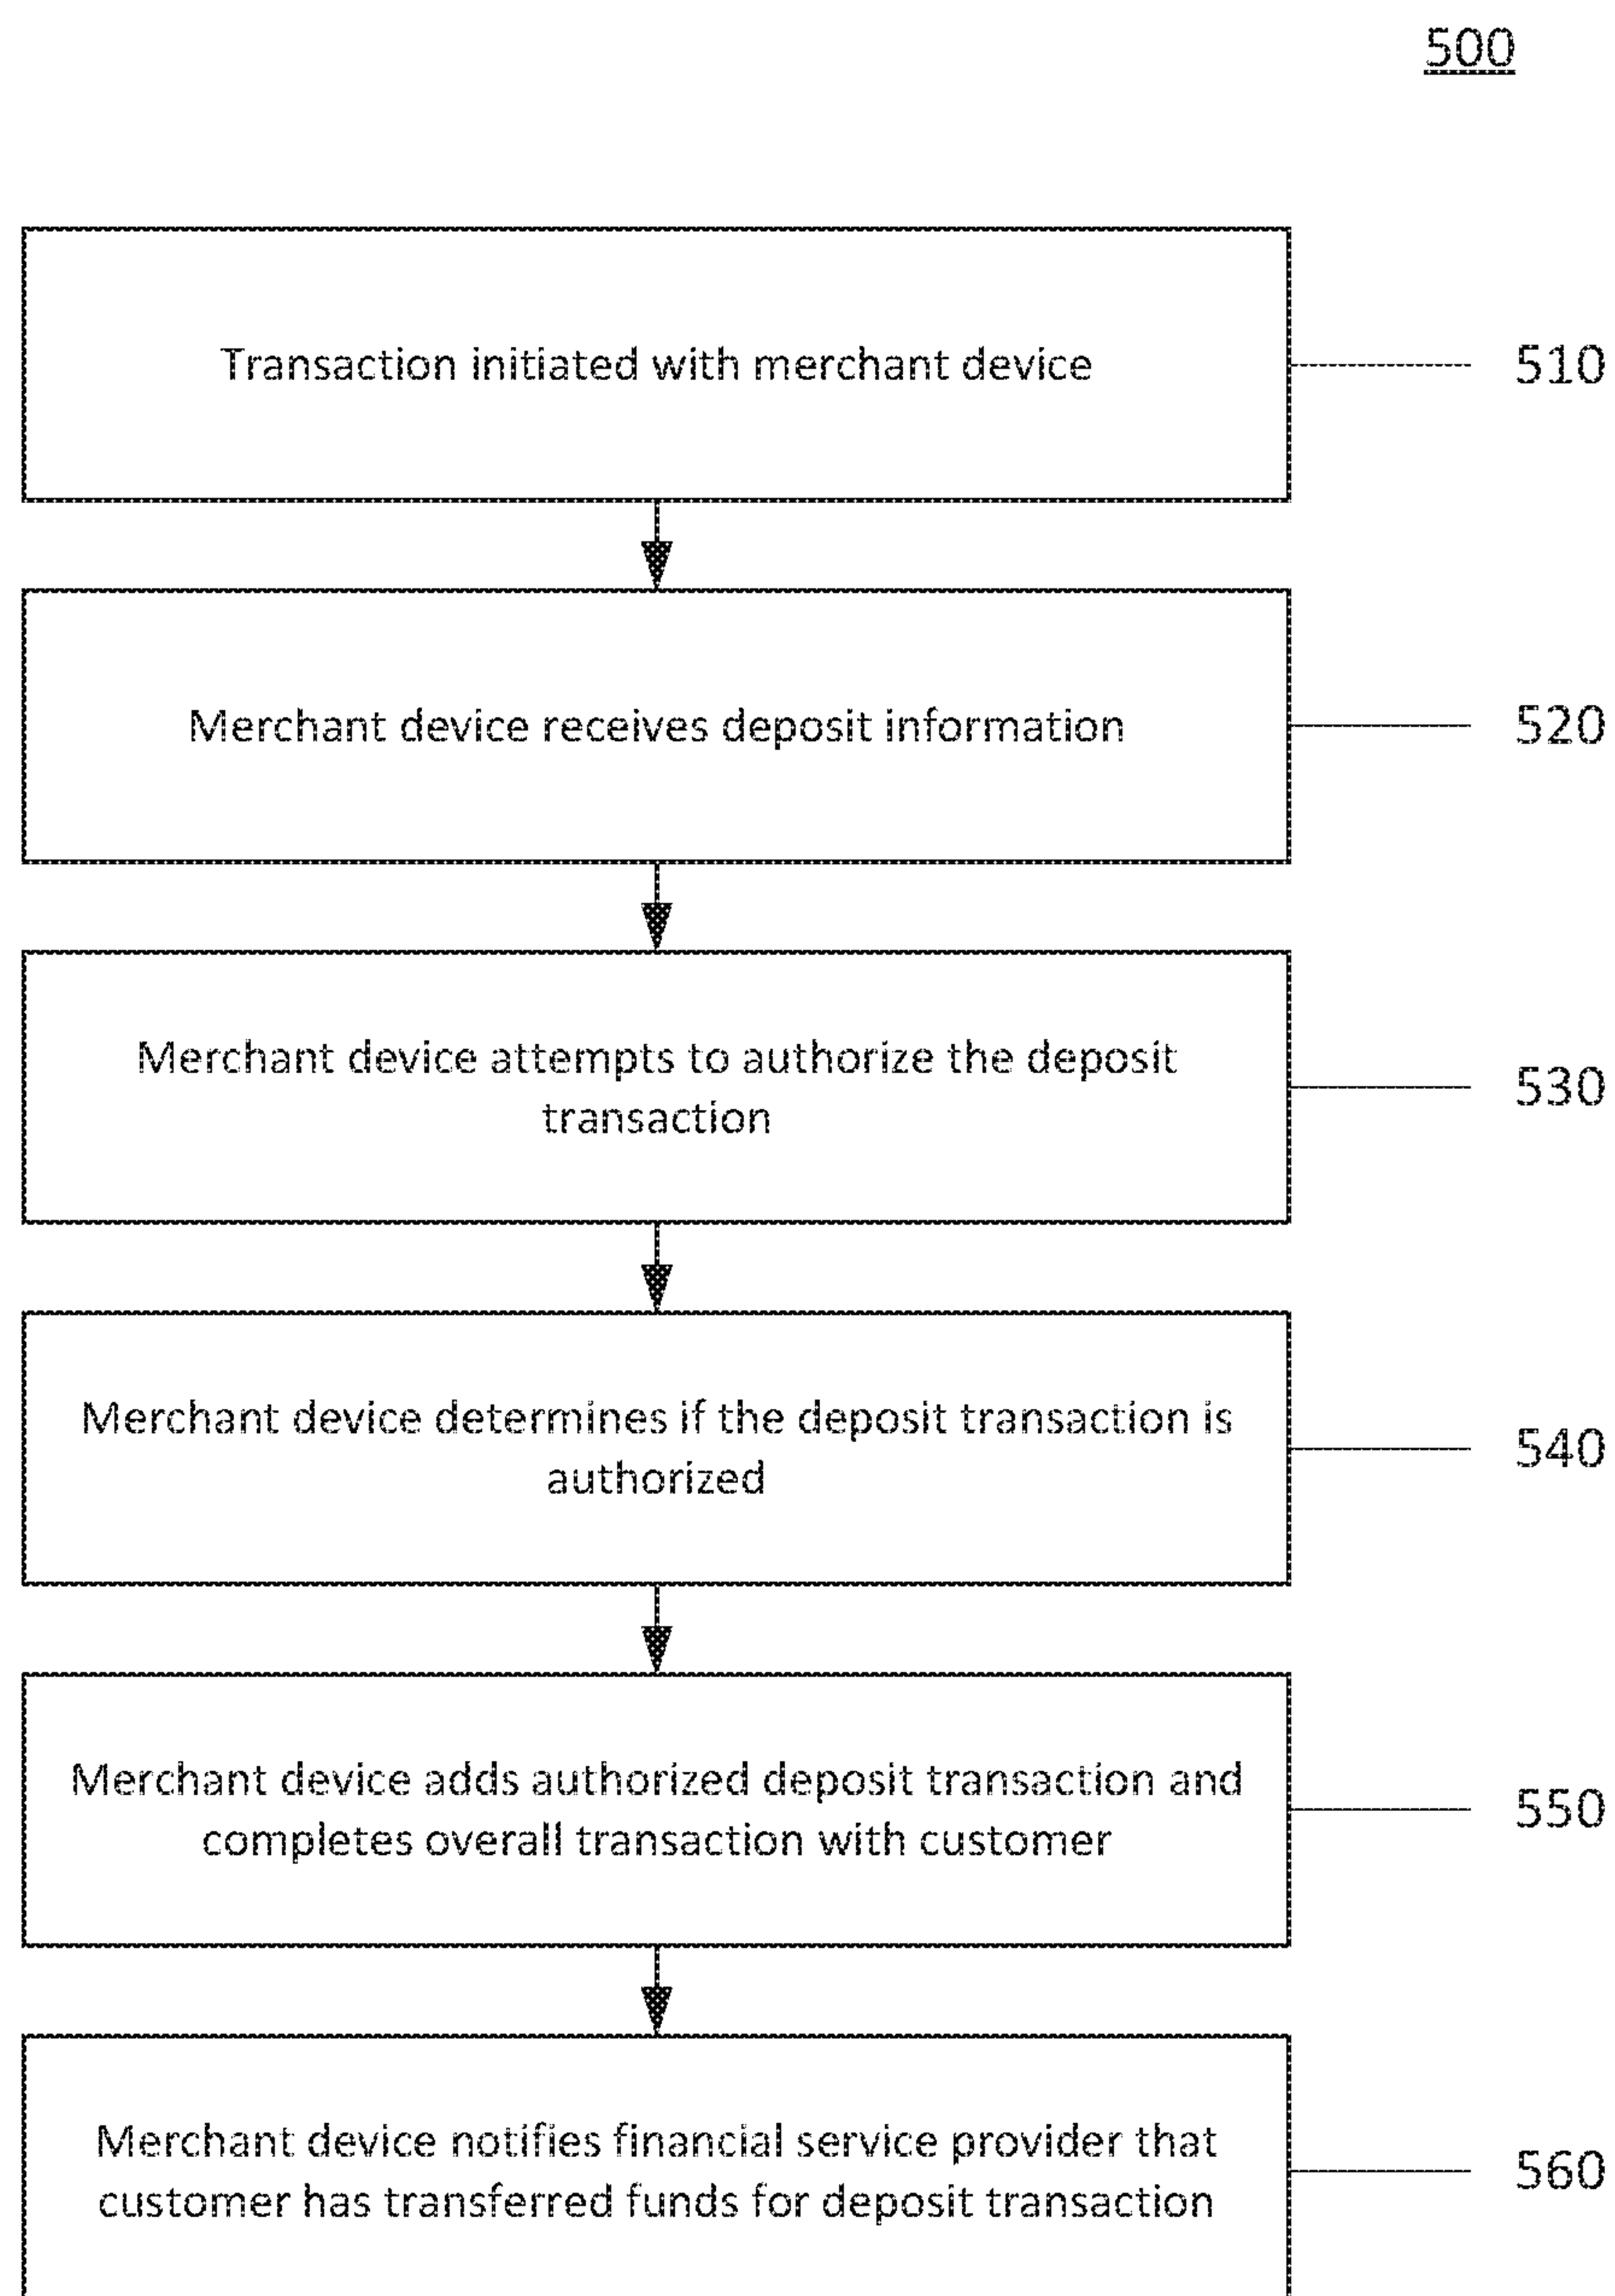 500
Transaction initiated with merchant device
510
Merchant device receives deposit information
520
Merchant device attempts to authorize the deposit
transaction
530
Merchant device determines if the deposit transaction is
authorized
540
Merchant device adds authorized deposit transaction and
completes overall transaction with customer
550
Merchant device notifies financial service provider that
customer has transferred funds for deposit transaction
560